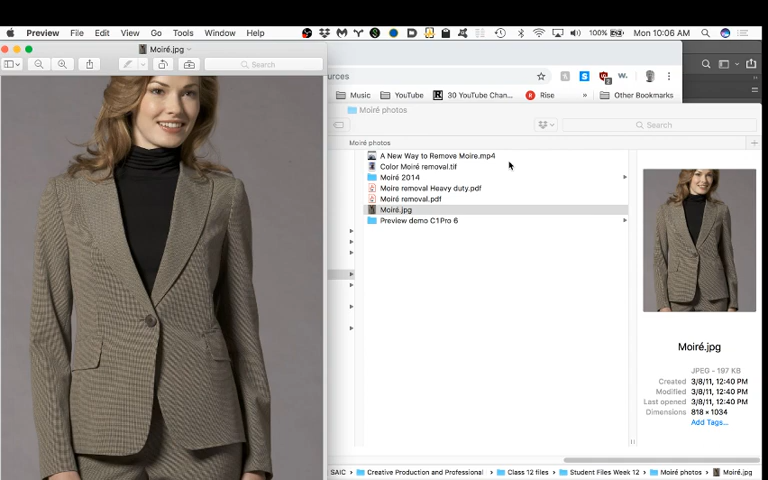 Preview File Edit View Go Tools Window Help 100% Mon 10:06 AM
Moiré.jpg
Search
urces
Music YouTube 30 YouTube Chan... Rise » Other Bookmarks
Moiré photos
Search
Moiré photos
A New Way to Remove Moire.mp4
Color Moiré removal.tif
Moiré 2014
Moire removal Heavy duty.pdf
Moire removal.pdf
Moiré.jpg
Preview demo C1Pro 6
Moiré.jpg
JPEG - 197 KB
Created 3/8/11, 12:40 PM
Modified 3/8/11, 12:40 PM
Last opened 3/8/11, 12:40 PM
Dimensions 818 × 1034
Add Tags...
SAIC Creative Production and Professional Class 12 files Student Files Week 12 Moiré photos Moiré.jpg